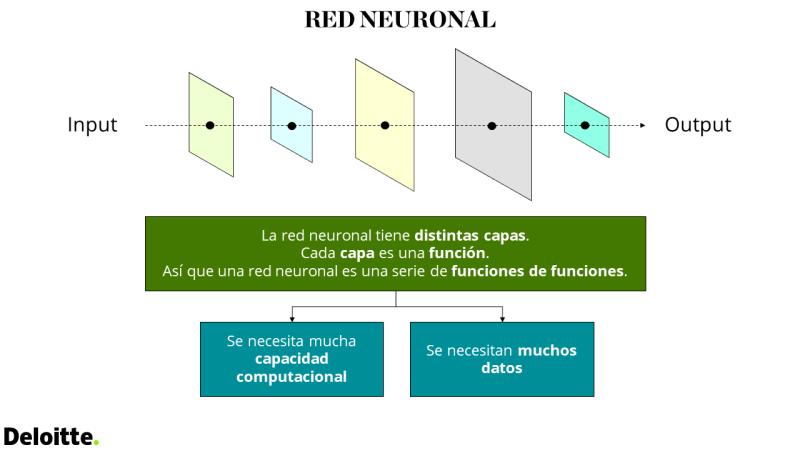 RED NEURONAL
Input
Output
La red neuronal tiene distintas capas.
Cada capa es una función.
Así que una red neuronal es una serie de funciones de funciones.
Se necesita mucha
capacidad
computacional
Se necesitan muchos
datos
Deloitte.